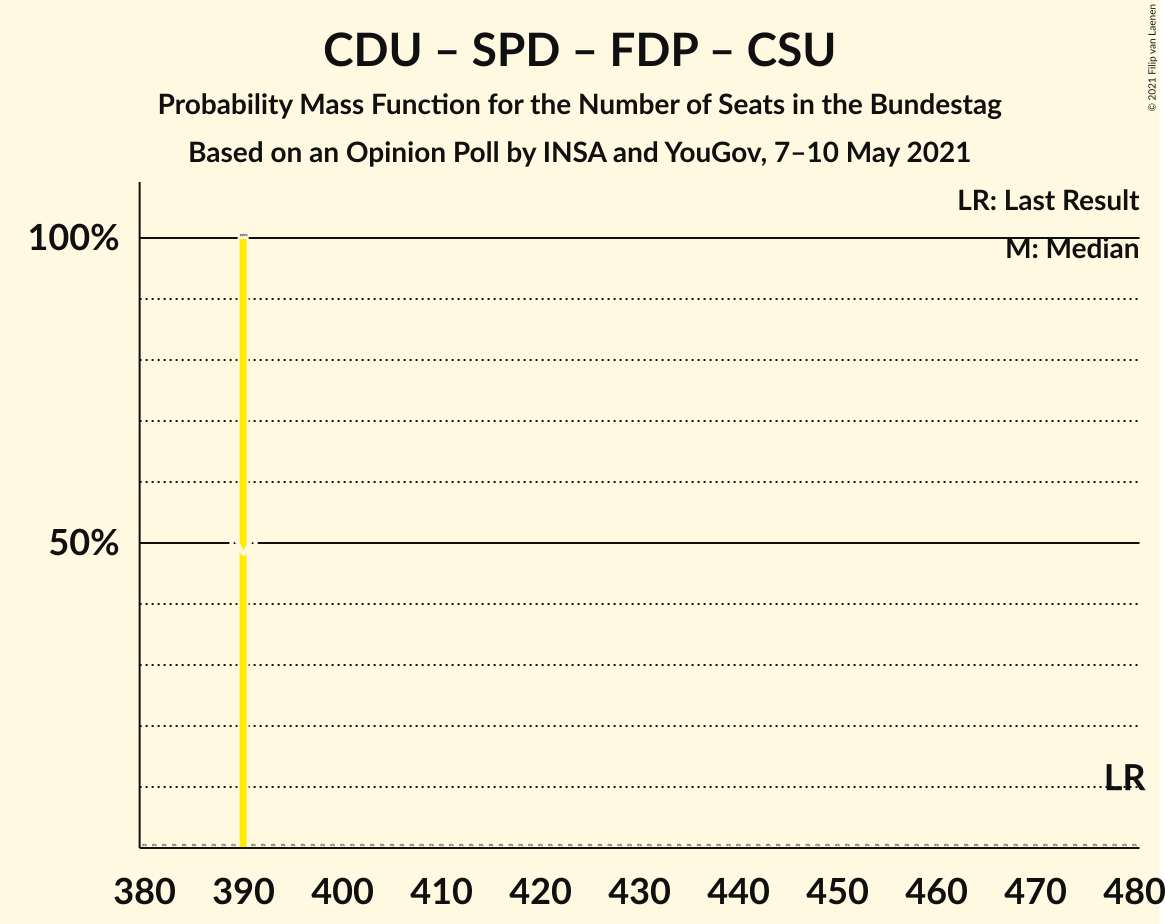 CDU – SPD – FDP – CSU
Probability Mass Function for the Number of Seats in the Bundestag
Based on an Opinion Poll by INSA and YouGov, 7–10 May 2021
© 2021 Filip van Laenen
LR: Last Result
M: Median
100%
100%
50%
M
LR
380 390 400 410 420 430 440 450 460 470 480